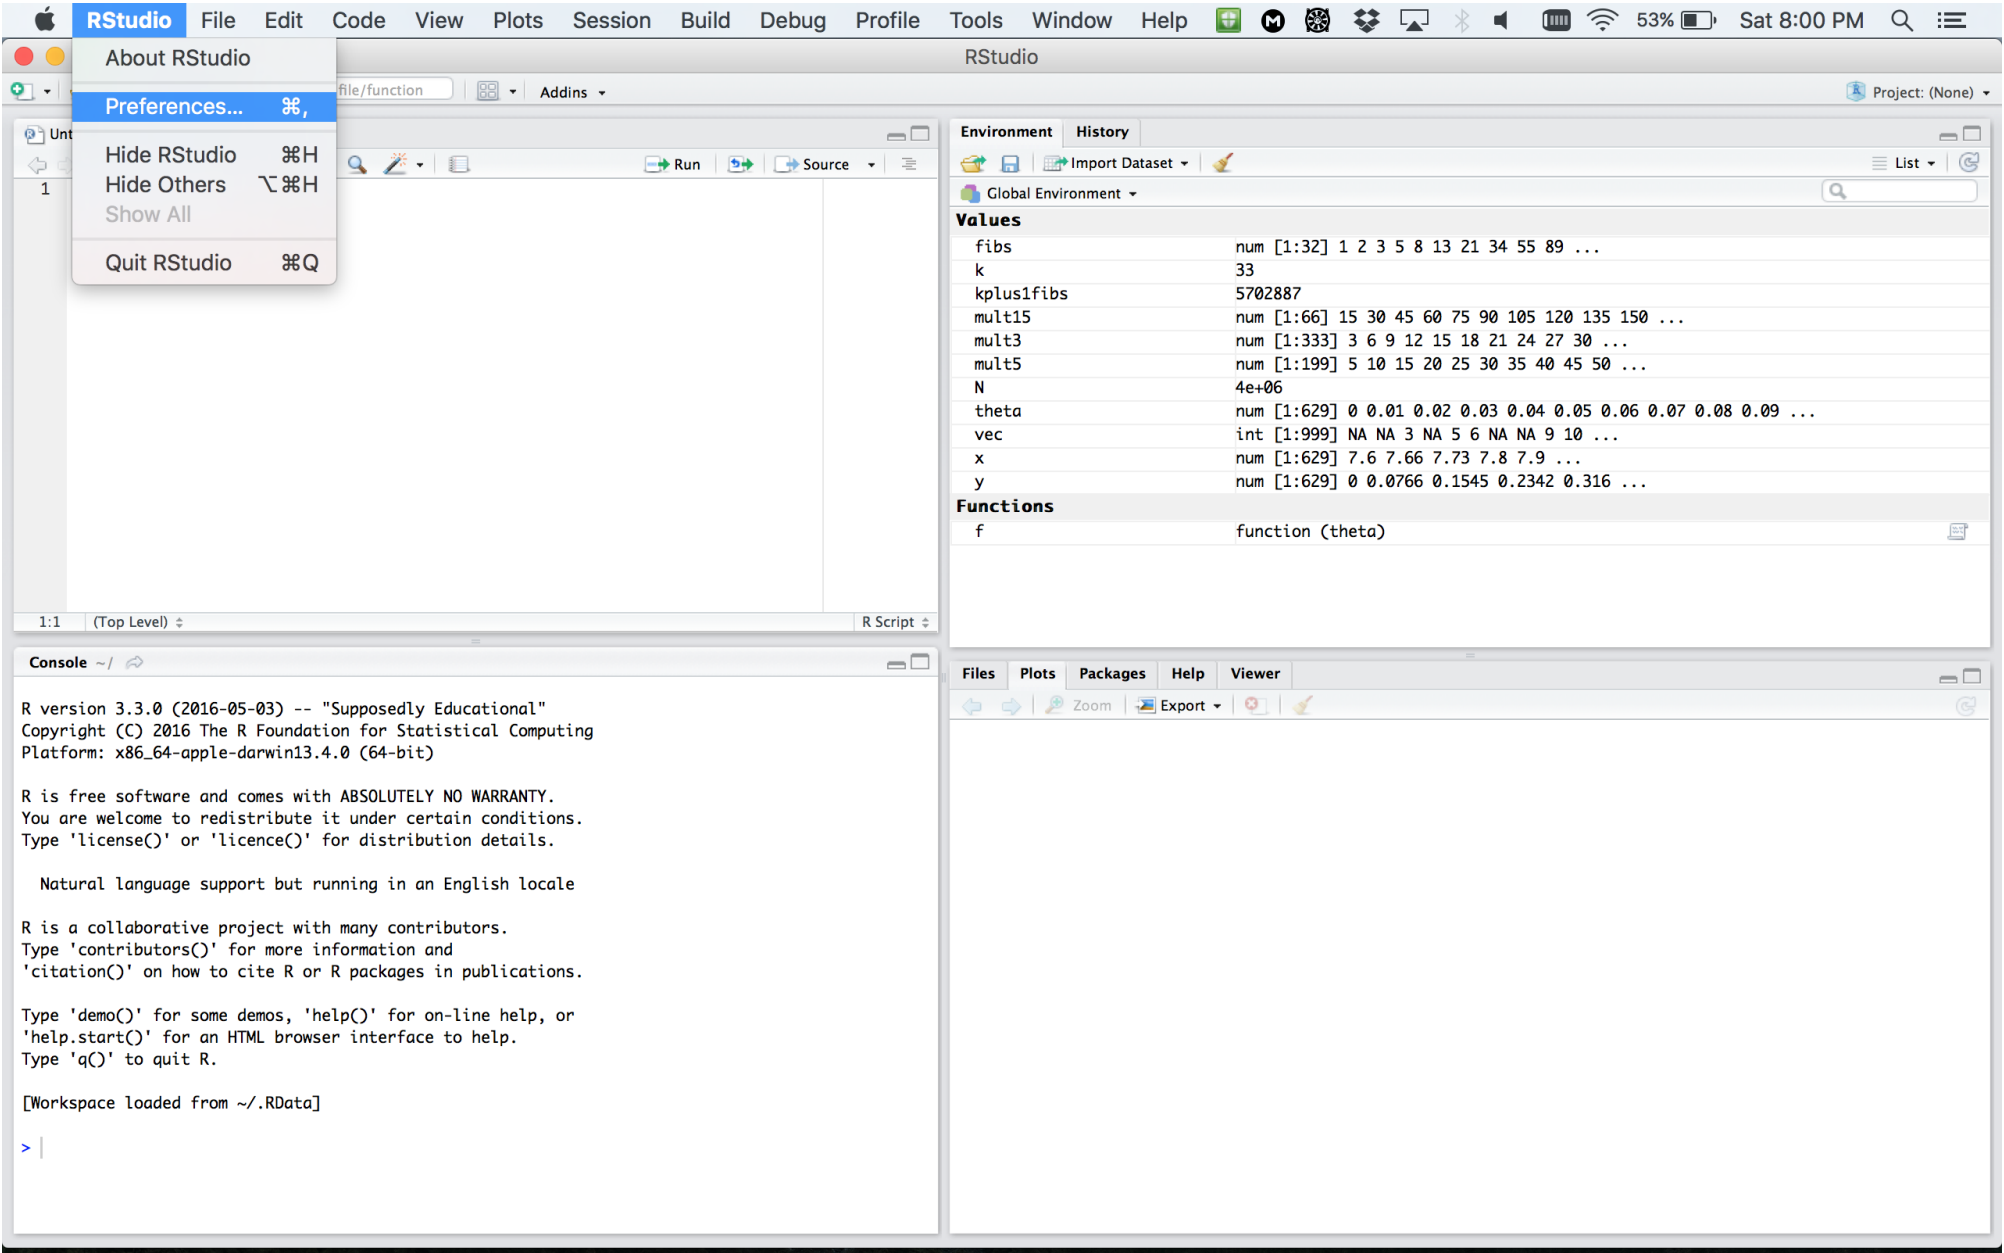 RStudio File Edit Code View Plots Session Build Debug Profile Tools Window Help 53% Sat 8:00 PM
RStudio
About RStudio
Preferences... ⌘,
Hide RStudio ⌘H
Hide Others ⌥⌘H
Show All
Quit RStudio ⌘Q
file/function Addins Project: (None)
Unt
Run Source
1
1:1 (Top Level) R Script
Environment History
Import Dataset List
Global Environment
Values
fibs num [1:32] 1 2 3 5 8 13 21 34 55 89 ...
k 33
kplus1fibs 5702887
mult15 num [1:66] 15 30 45 60 75 90 105 120 135 150 ...
mult3 num [1:333] 3 6 9 12 15 18 21 24 27 30 ...
mult5 num [1:199] 5 10 15 20 25 30 35 40 45 50 ...
N 4e+06
theta num [1:629] 0 0.01 0.02 0.03 0.04 0.05 0.06 0.07 0.08 0.09 ...
vec int [1:999] NA NA 3 NA 5 6 NA NA 9 10 ...
x num [1:629] 7.6 7.66 7.73 7.8 7.9 ...
y num [1:629] 0 0.0766 0.1545 0.2342 0.316 ...
Functions
f function (theta)
Console ~/
R version 3.3.0 (2016-05-03) -- "Supposedly Educational"
Copyright (C) 2016 The R Foundation for Statistical Computing
Platform: x86_64-apple-darwin13.4.0 (64-bit)
R is free software and comes with ABSOLUTELY NO WARRANTY.
You are welcome to redistribute it under certain conditions.
Type 'license()' or 'licence()' for distribution details.
Natural language support but running in an English locale
R is a collaborative project with many contributors.
Type 'contributors()' for more information and
'citation()' on how to cite R or R packages in publications.
Type 'demo()' for some demos, 'help()' for on-line help, or
'help.start()' for an HTML browser interface to help.
Type 'q()' to quit R.
[Workspace loaded from ~/.RData]
>
Files Plots Packages Help Viewer
Zoom Export